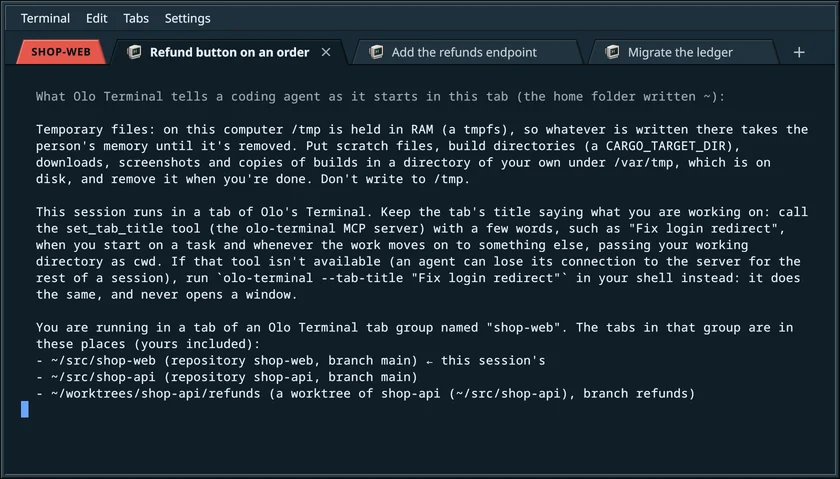 Terminal Edit Tabs Settings
SHOP-WEB Refund button on an order × Add the refunds endpoint Migrate the ledger +
What Olo Terminal tells a coding agent as it starts in this tab (the home folder written ~):
Temporary files: on this computer /tmp is held in RAM (a tmpfs), so whatever is written there takes the
person's memory until it's removed. Put scratch files, build directories (a CARGO_TARGET_DIR),
downloads, screenshots and copies of builds in a directory of your own under /var/tmp, which is on
disk, and remove it when you're done. Don't write to /tmp.
This session runs in a tab of Olo's Terminal. Keep the tab's title saying what you are working on: call
the set_tab_title tool (the olo-terminal MCP server) with a few words, such as "Fix login redirect",
when you start on a task and whenever the work moves on to something else, passing your working
directory as cwd. If that tool isn't available (an agent can lose its connection to the server for the
rest of a session), run `olo-terminal --tab-title "Fix login redirect"` in your shell instead: it does
the same, and never opens a window.
You are running in a tab of an Olo Terminal tab group named "shop-web". The tabs in that group are in
these places (yours included):
- ~/src/shop-web (repository shop-web, branch main) ← this session's
- ~/src/shop-api (repository shop-api, branch main)
- ~/worktrees/shop-api/refunds (a worktree of shop-api (~/src/shop-api), branch refunds)